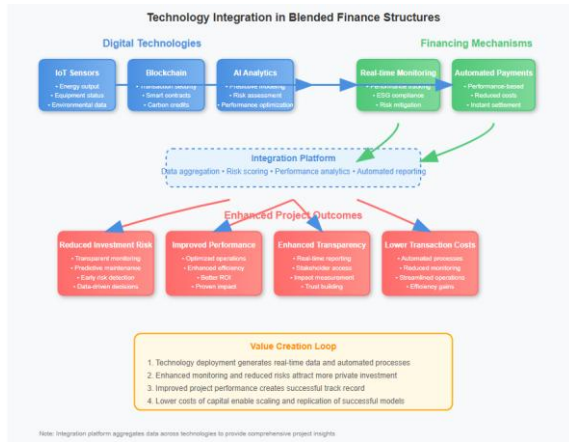 Technology Integration in Blended Finance Structures
Digital Technologies
Financing Mechanisms
IoT Sensors
• Energy output
• Equipment status
• Environmental data
Blockchain
• Transaction security
• Smart contracts
• Carbon credits
AI Analytics
• Predictive modeling
• Risk assessment
• Performance optimization
Real-time Monitoring
• Performance tracking
• ESG compliance
• Risk mitigation
Automated Payments
• Performance-based
• Reduced costs
• Instant settlement
Integration Platform
Data aggregation • Risk scoring • Performance analytics • Automated reporting
Enhanced Project Outcomes
Reduced Investment Risk
• Transparent monitoring
• Predictive maintenance
• Early risk detection
• Data-driven decisions
Improved Performance
• Optimized operations
• Enhanced efficiency
• Better ROI
• Proven impact
Enhanced Transparency
• Real-time reporting
• Stakeholder access
• Impact measurement
• Trust building
Lower Transaction Costs
• Automated processes
• Reduced monitoring
• Streamlined operations
• Efficiency gains
Value Creation Loop
1. Technology deployment generates real-time data and automated processes
2. Enhanced monitoring and reduced risks attract more private investment
3. Improved project performance creates successful track record
4. Lower costs of capital enable scaling and replication of successful models
Note: Integration platform aggregates data across technologies to provide comprehensive project insights